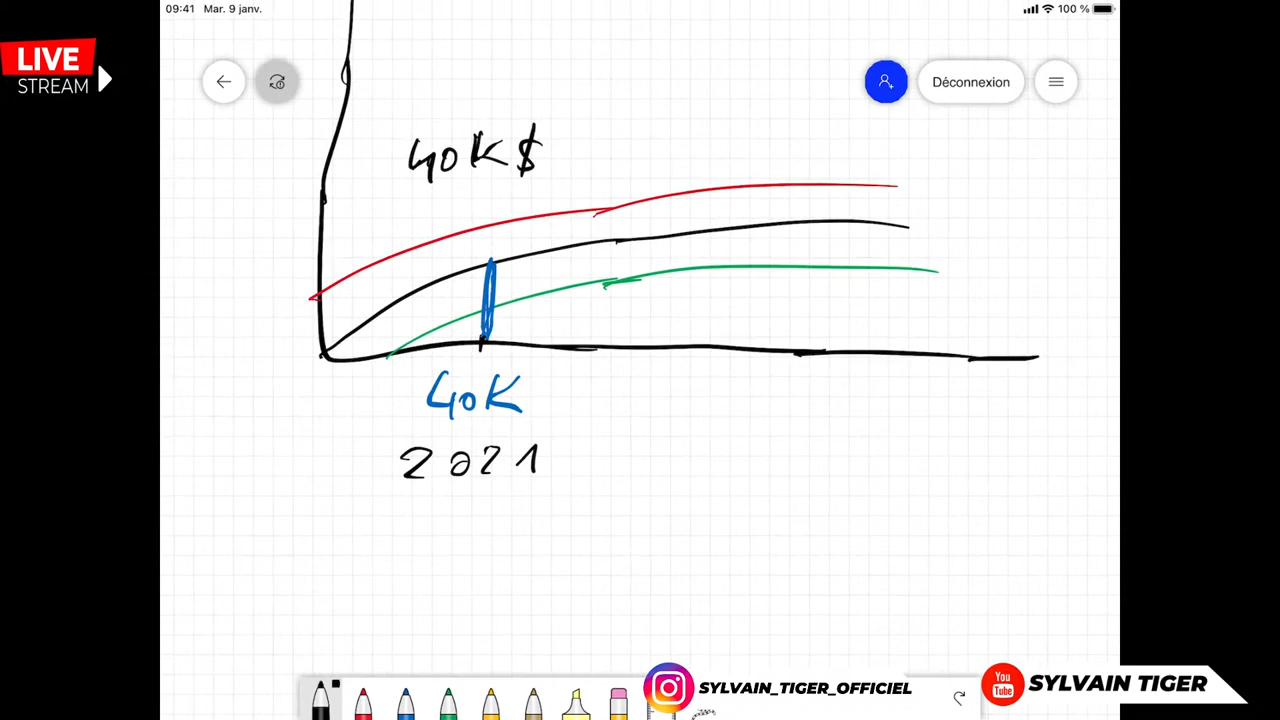 09:41 Mar. 9 janv.
100 %
LIVE
STREAM
Déconnexion
40K$
40K
2021
SYLVAIN_TIGER_OFFICIEL
You
Tube
SYLVAIN TIGER